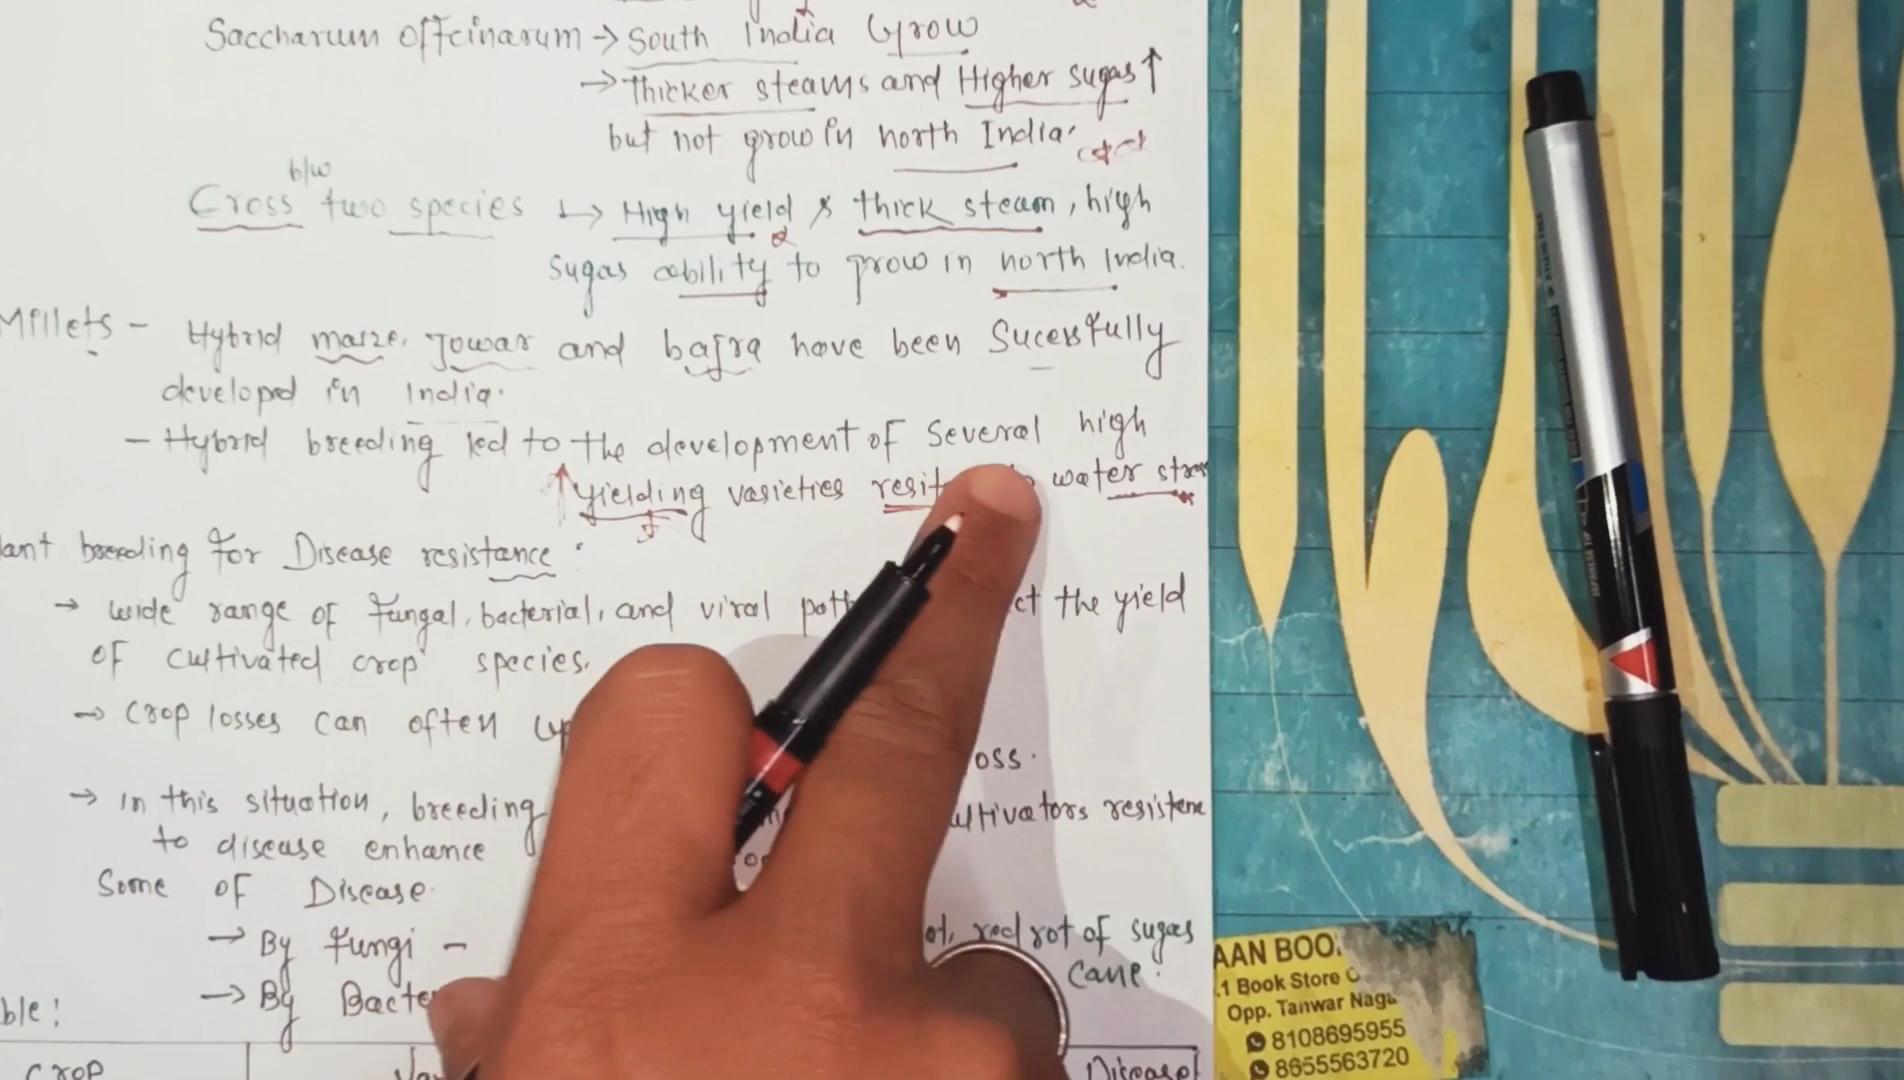 Saccharum offcinarum → South India Grow
→ Thicker steams and Higher sugar ↑
but not grow in north India.
b/w
Cross two species ↳ High yield & thick steam, high
sugar ability to grow in north India.
Millets - Hybrid maize, Jowar and bajra have been Sucessfully
developed in India.
- Hybrid breeding led to the development of Several high
↑ yielding varieties water
breeding for Disease resistance :
→ wide range of fungal, bacterial, and viral the yield
of cultivated crop species.
→ Crop losses can often
oss.
→ In this situation, breeding resistene
to disease enhance
Some of Disease.
→ By fungi - red rot of sugar
cane.
→ By Bacte
ble :
Crop Disease
AAN BOO
.1 Book Store
Opp. Tanwar Naga
8108695955
8655563720